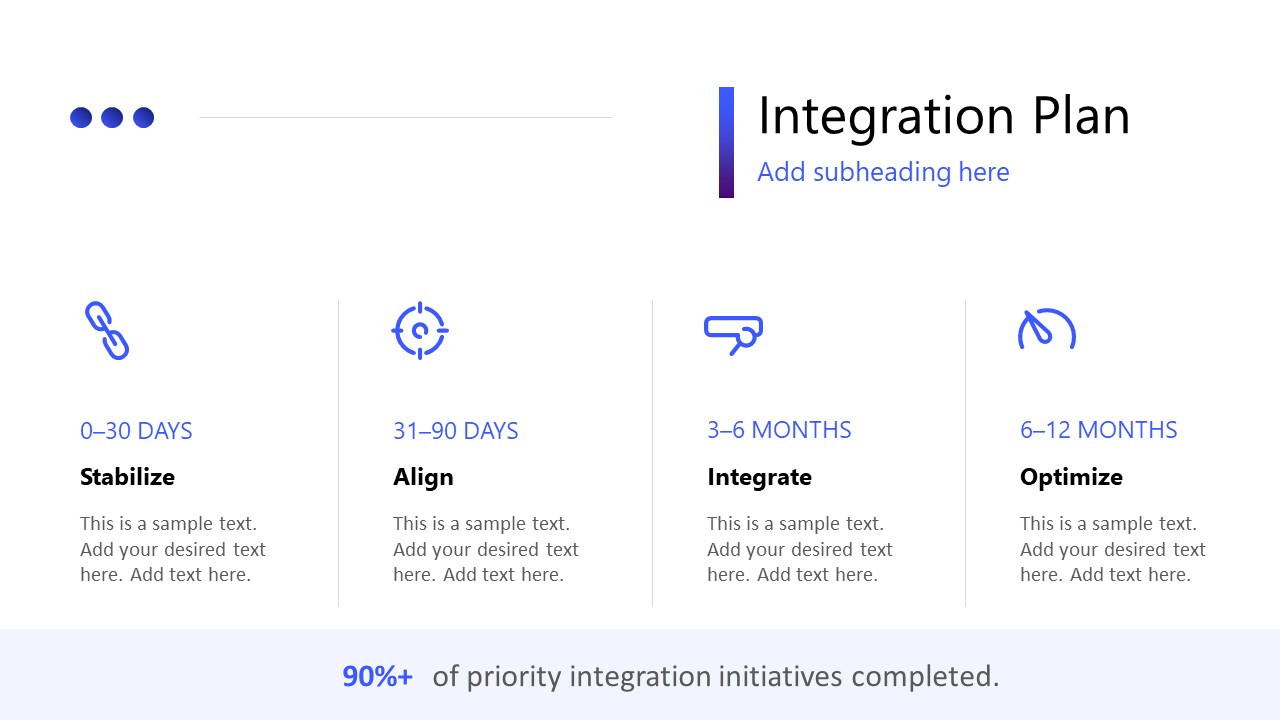 Integration Plan
Add subheading here
0–30 DAYS
Stabilize
This is a sample text.
Add your desired text
here. Add text here.
31–90 DAYS
Align
This is a sample text.
Add your desired text
here. Add text here.
3–6 MONTHS
Integrate
This is a sample text.
Add your desired text
here. Add text here.
6–12 MONTHS
Optimize
This is a sample text.
Add your desired text
here. Add text here.
90%+ of priority integration initiatives completed.